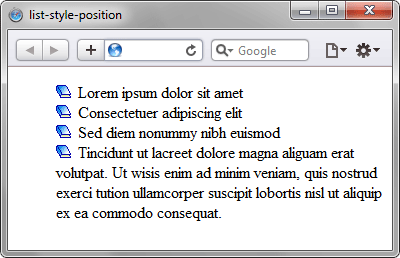 list-style-position
Google
Lorem ipsum dolor sit amet
Consectetuer adipiscing elit
Sed diem nonummy nibh euismod
Tincidunt ut lacreet dolore magna aliguam erat
volutpat. Ut wisis enim ad minim veniam, quis nostrud
exerci tution ullamcorper suscipit lobortis nisl ut aliquip
ex ea commodo consequat.